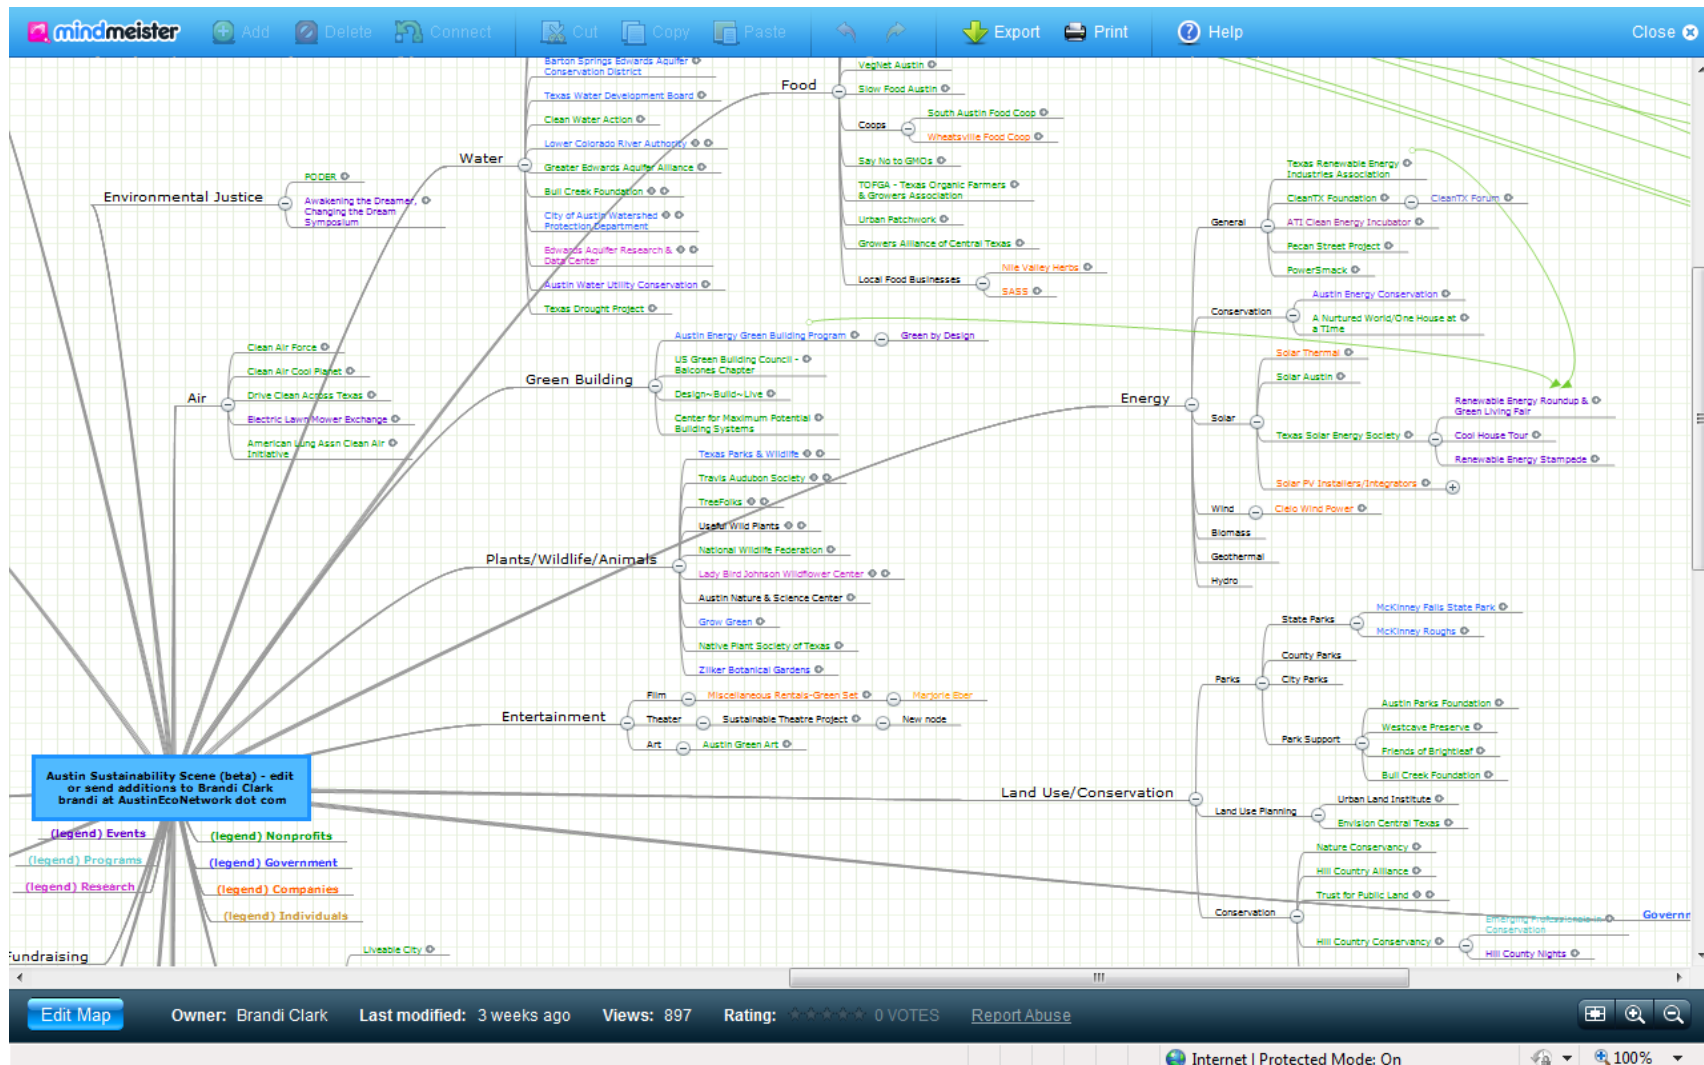 mindmeister
Add
Delete
Connect
Cut
Copy
Paste
Export
Print
Help
Close
Barton Springs Edwards Aquifer
Conservation District
Texas Water Development Board
Clean Water Action
Lower Colorado River Authority
Water
Greater Edwards Aquifer Alliance
Bull Creek Foundation
City of Austin Watershed
Protection Department
Edwards Aquifer Research &
Data Center
Austin Water Utility Conservation
Texas Drought Project
Environmental Justice
PODER
Awakening the Dreamer,
Changing the Dream
Symposium
Food
VegNet Austin
Slow Food Austin
Coops
South Austin Food Coop
Wheatsville Food Coop
Say No to GMOs
TOFGA - Texas Organic Farmers
& Growers Association
Urban Patchwork
Growers Alliance of Central Texas
Local Food Businesses
Nile Valley Herbs
SASS
Air
Clean Air Force
Clean Air Cool Planet
Drive Clean Across Texas
Electric Lawn Mower Exchange
American Lung Assn Clean Air
Initiative
Green Building
Austin Energy Green Building Program
Green by Design
US Green Building Council -
Balcones Chapter
Design~Build~Live
Center for Maximum Potential
Building Systems
Plants/Wildlife/Animals
Texas Parks & Wildlife
Travis Audubon Society
TreeFolks
Useful Wild Plants
National Wildlife Federation
Lady Bird Johnson Wildflower Center
Austin Nature & Science Center
Grow Green
Native Plant Society of Texas
Zilker Botanical Gardens
Entertainment
Film
Miscellaneous Rentals-Green Set
Marjorie Eber
Theater
Sustainable Theatre Project
New node
Art
Austin Green Art
Energy
General
Texas Renewable Energy
Industries Association
CleanTX Foundation
CleanTX Forum
ATI Clean Energy Incubator
Pecan Street Project
PowerSmack
Conservation
Austin Energy Conservation
A Nurtured World/One House at
a TIme
Solar
Solar Thermal
Solar Austin
Texas Solar Energy Society
Renewable Energy Roundup &
Green Living Fair
Cool House Tour
Renewable Energy Stampede
Solar PV Installers/Integrators
Wind
Cielo Wind Power
Biomass
Geothermal
Hydro
Land Use/Conservation
Parks
State Parks
McKinney Falls State Park
McKinney Roughs
County Parks
City Parks
Park Support
Austin Parks Foundation
Westcave Preserve
Friends of Brightleaf
Bull Creek Foundation
Land Use Planning
Urban Land Institute
Envision Central Texas
Conservation
Nature Conservancy
Hill Country Alliance
Trust for Public Land
Hill Country Conservancy
Emerging Professionals in
Conservation
Hill County Nights
Governm
Austin Sustainability Scene (beta) - edit
or send additions to Brandi Clark
brandi at AustinEcoNetwork dot com
(legend) Events
(legend) Nonprofits
(legend) Programs
(legend) Government
(legend) Research
(legend) Companies
(legend) Individuals
Liveable City
Fundraising
Edit Map
Owner: Brandi Clark
Last modified: 3 weeks ago
Views: 897
Rating:
0 VOTES
Report Abuse
Internet | Protected Mode: On
100%